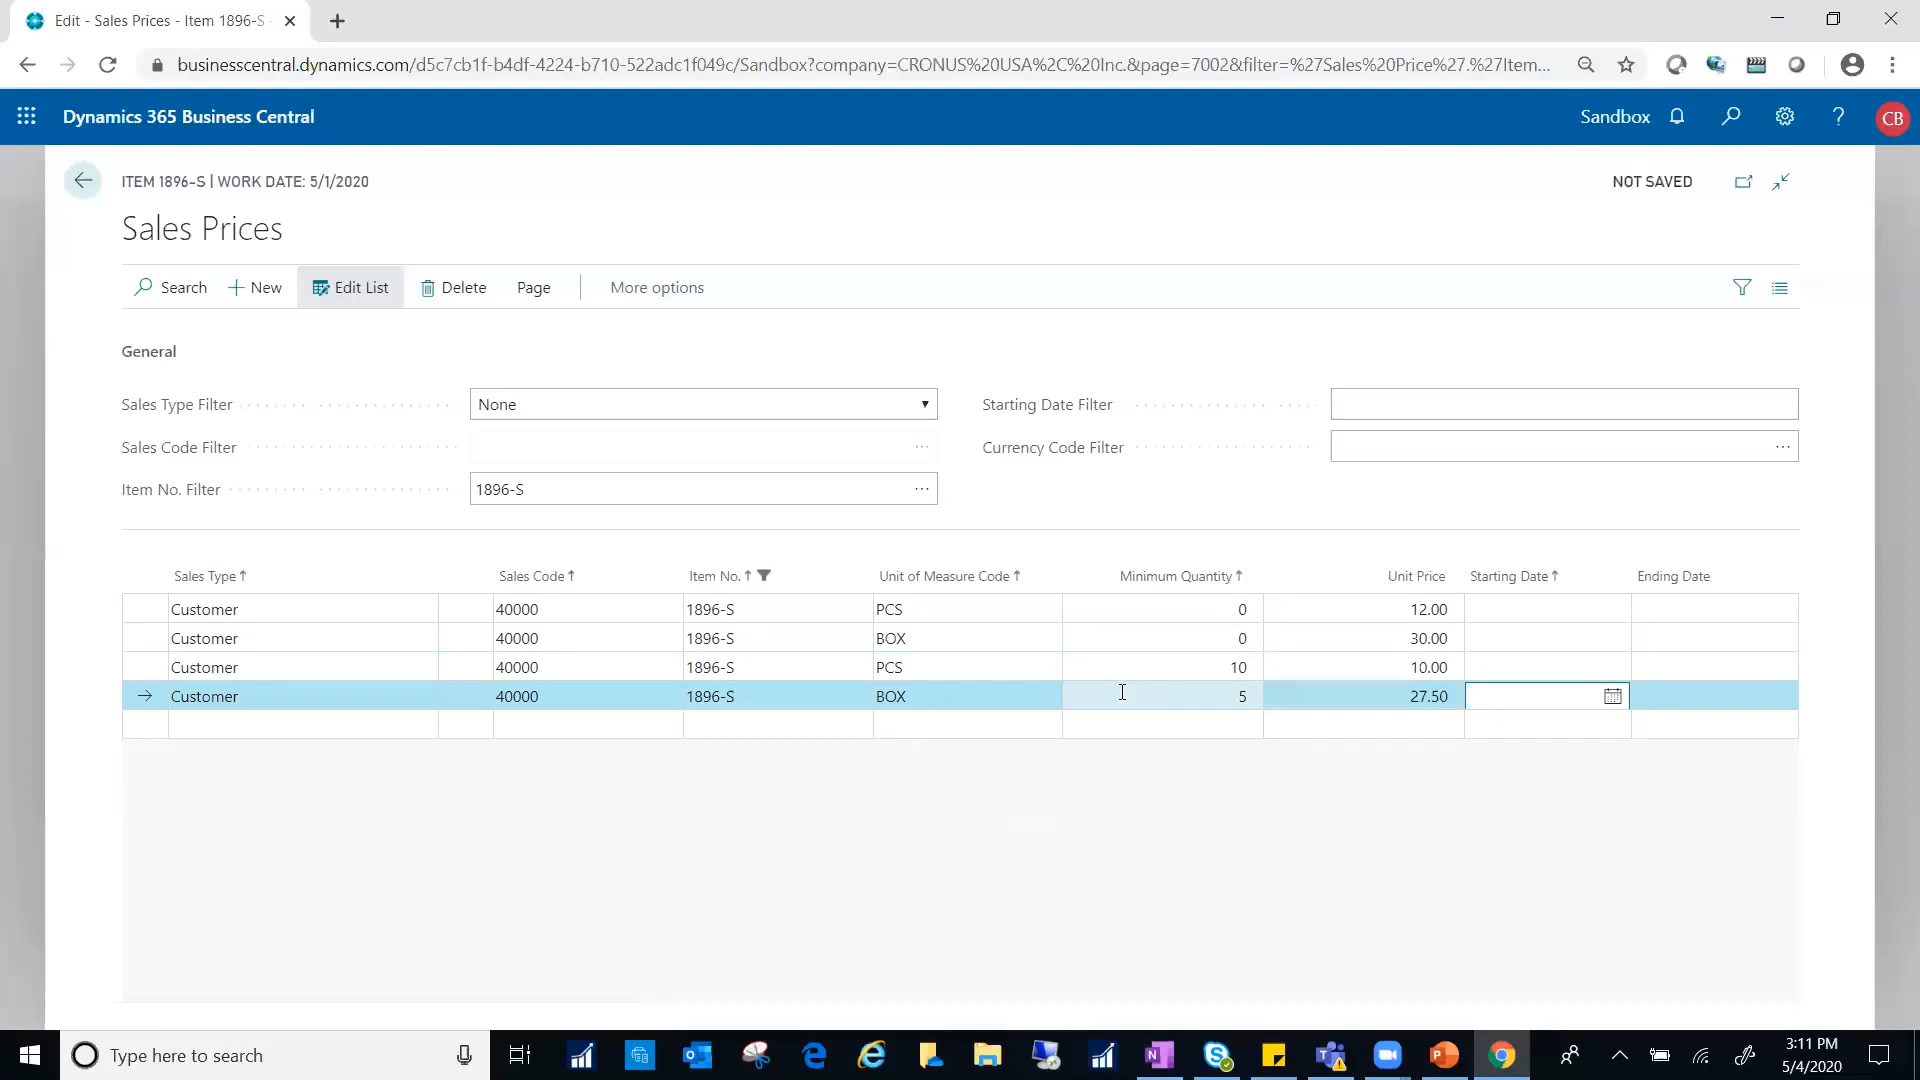 Edit - Sales Prices - Item 1896-S
businesscentral.dynamics.com/d5c7cb1f-b4df-4224-b710-522adc1f049c/Sandbox?company=CRONUS%20USA%2C%20Inc.&page=7002&filter=%27Sales%20Price%27.%27Item...
Dynamics 365 Business Central
Sandbox
?
CB
ITEM 1896-S | WORK DATE: 5/1/2020
NOT SAVED
Sales Prices
Search
New
Edit List
Delete
Page
More options
General
Sales Type Filter
None
Starting Date Filter
Sales Code Filter
Currency Code Filter
Item No. Filter
1896-S
Sales Type↑ Sales Code↑ Item No.↑ Unit of Measure Code↑ Minimum Quantity↑ Unit Price Starting Date↑ Ending Date
Customer 40000 1896-S PCS 0 12.00
Customer 40000 1896-S BOX 0 30.00
Customer 40000 1896-S PCS 10 10.00
→ Customer 40000 1896-S BOX 5 27.50
Type here to search
3:11 PM
5/4/2020